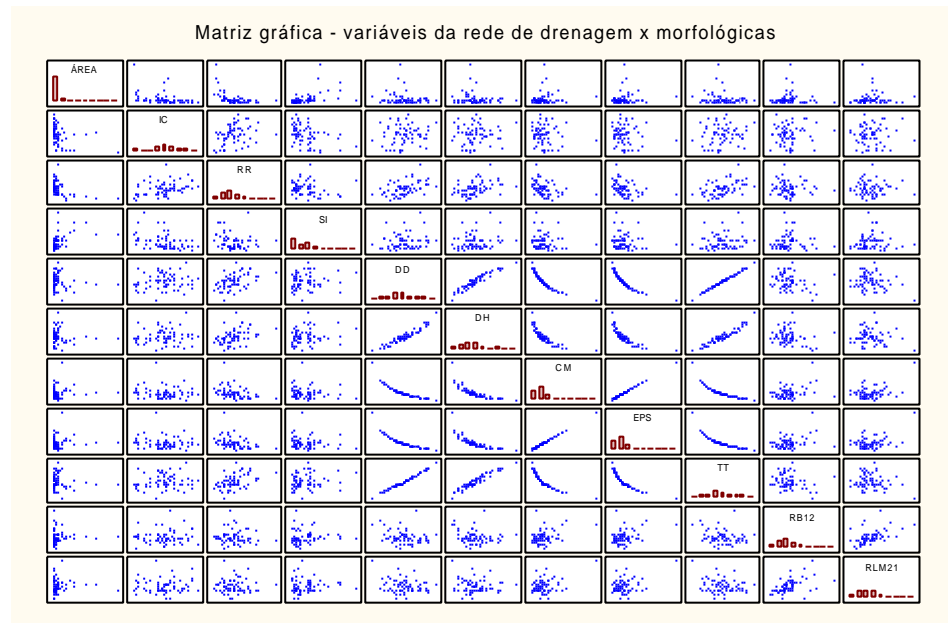 Matriz gráfica - variáveis da rede de drenagem x morfológicas
ÁREA
IC
RR
SI
DD
DH
CM
EPS
TT
RB12
RLM21